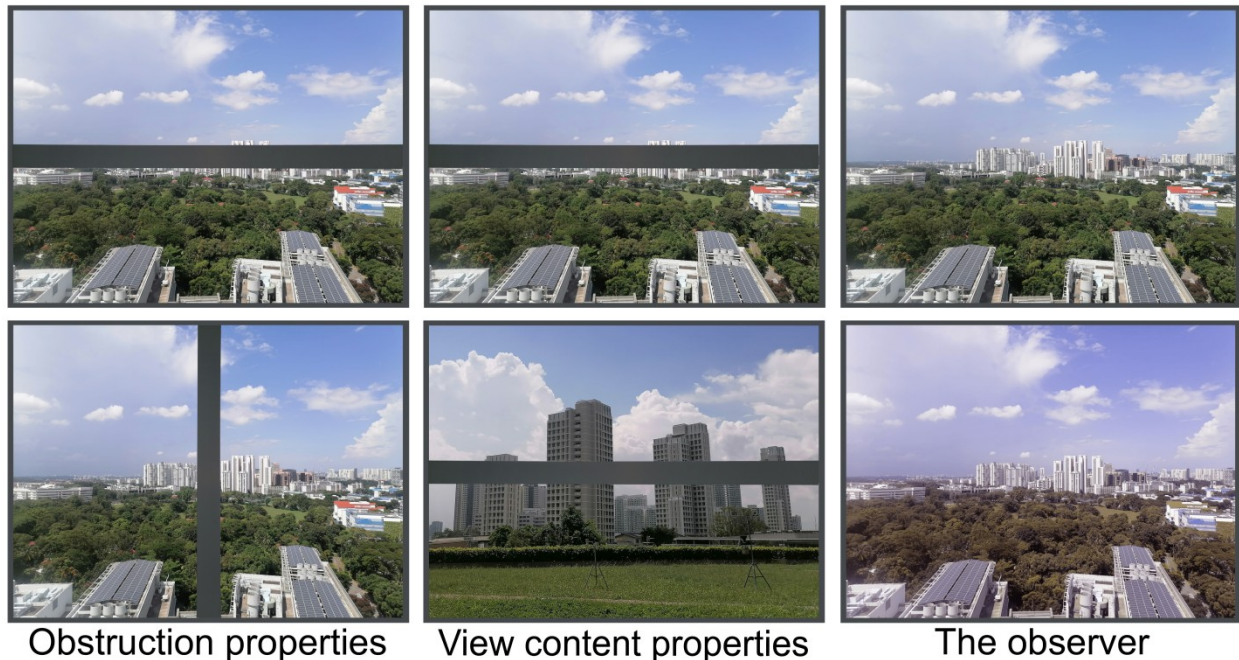 Obstruction properties
View content properties
The observer